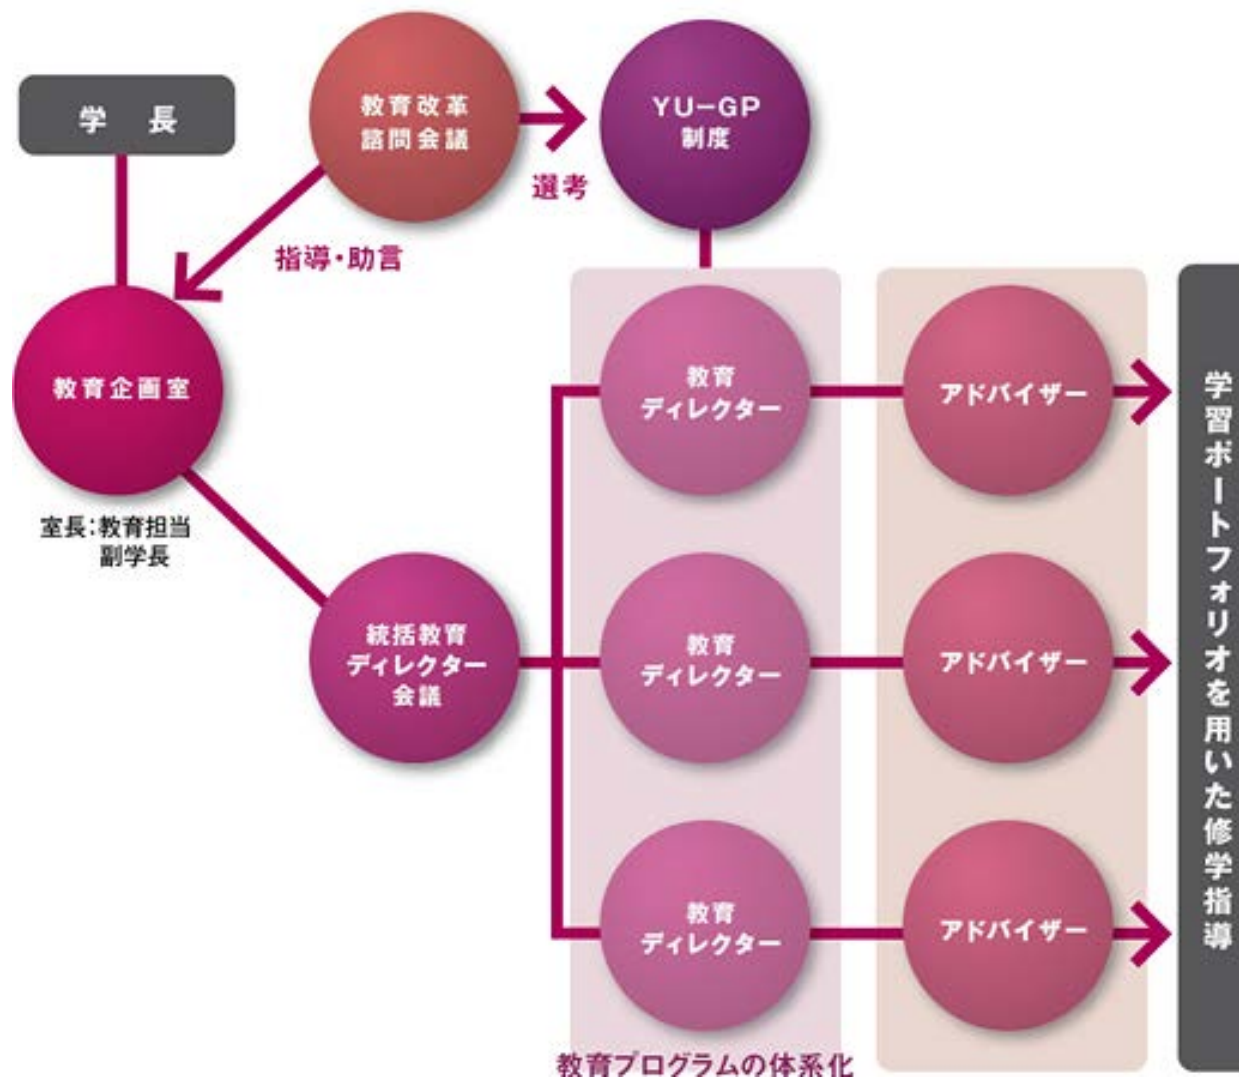 学 長
教育改革
諮問会議
YU−GP
制度
選考
指導・助言
教育企画室
室長：教育担当
副学長
統括教育
ディレクター
会議
教育
ディレクター
アドバイザー
教育
ディレクター
アドバイザー
教育
ディレクター
アドバイザー
教育プログラムの体系化
学習ポートフォリオを用いた修学指導